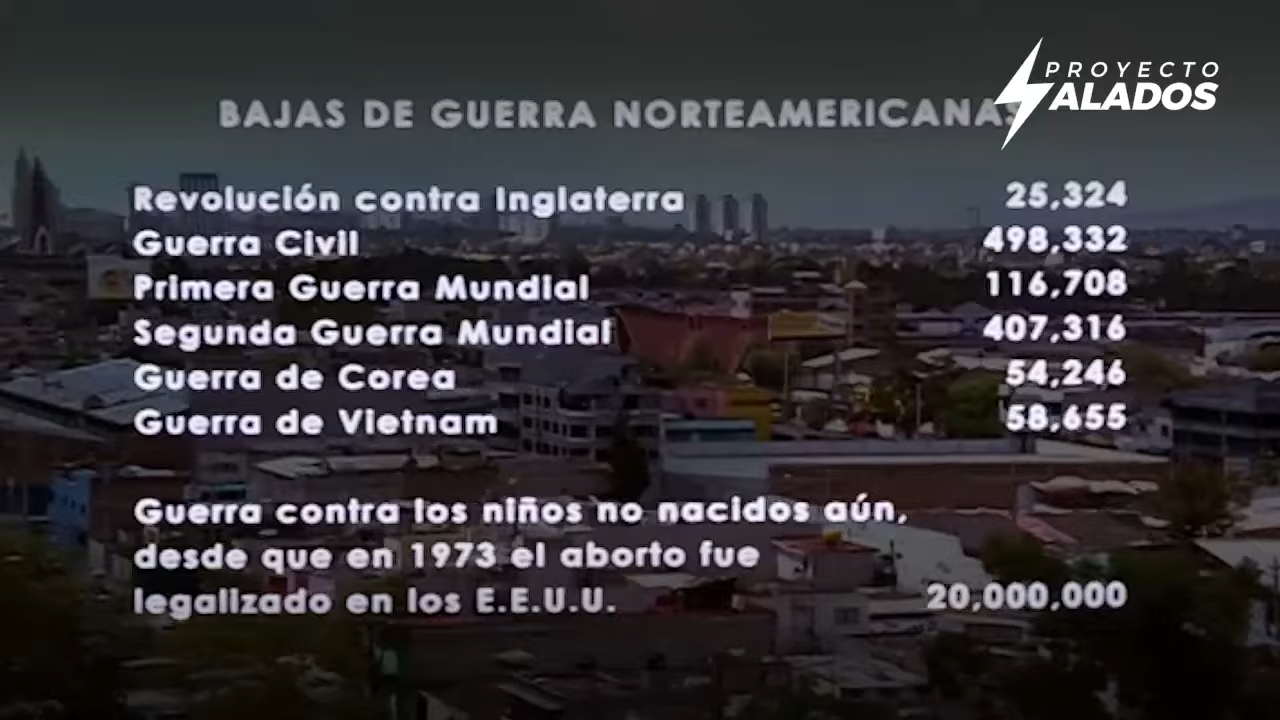 PROYECTO
ALADOS
BAJAS DE GUERRA NORTEAMERICANAS
Revolución contra Inglaterra 25,324
Guerra Civil 498,332
Primera Guerra Mundial 116,708
Segunda Guerra Mundial 407,316
Guerra de Corea 54,246
Guerra de Vietnam 58,655
Guerra contra los niños no nacidos aún,
desde que en 1973 el aborto fue
legalizado en los E.E.U.U. 20,000,000